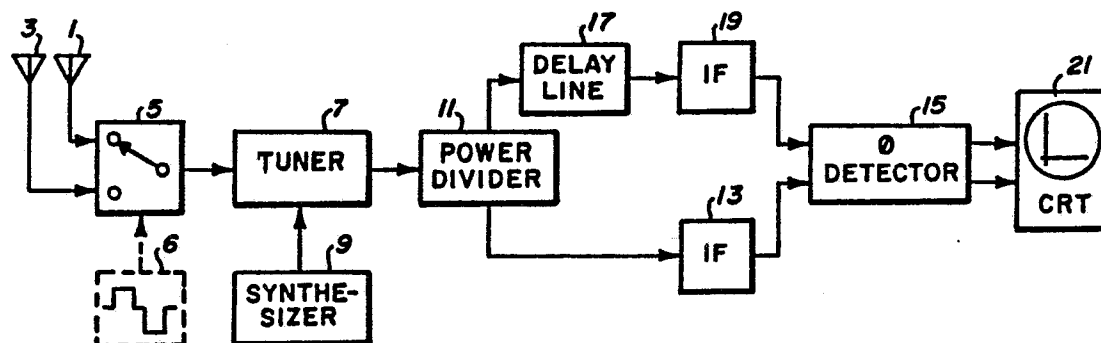 3
1
5
6
7
TUNER
9
SYNTHE-
SIZER
11
POWER
DIVIDER
17
DELAY
LINE
19
IF
13
IF
15
Ø
DETECTOR
21
CRT